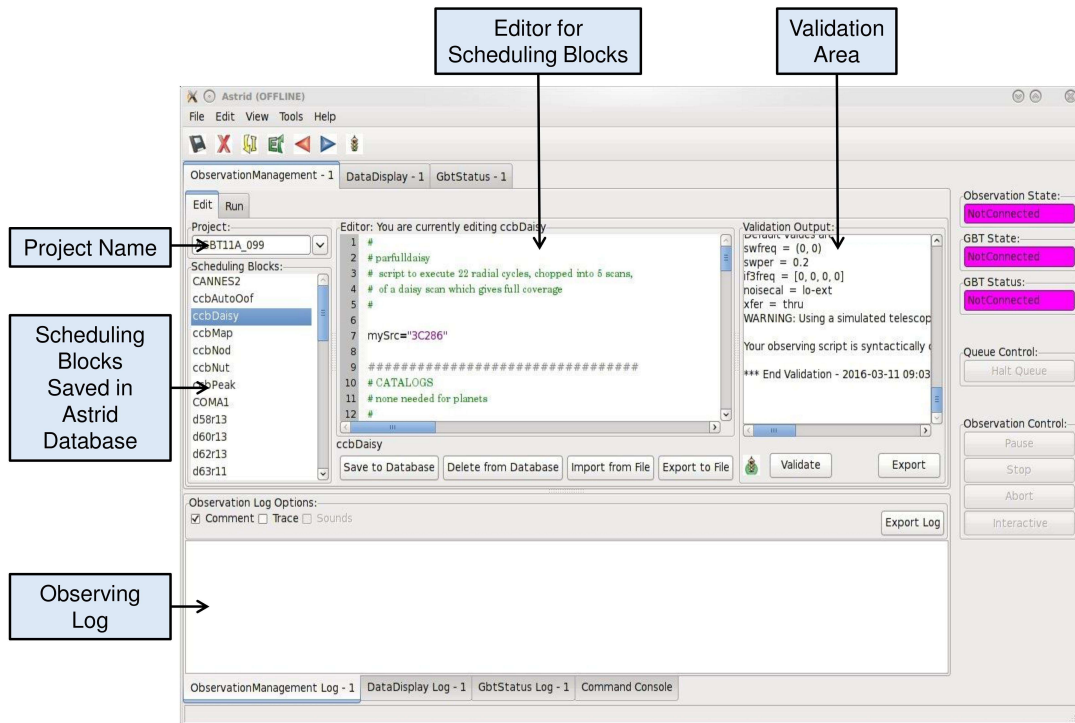 Editor for
Scheduling Blocks
Validation
Area
Astrid (OFFLINE)
File Edit View Tools Help
ObservationManagement - 1 DataDisplay - 1 GbtStatus - 1
Edit Run
Project:
Project Name
Scheduling Blocks:
CANNES2
ccbAutoOof
ccbDaisy
ccbMap
ccbNod
ccbNut
COMA1
d58r13
d60r13
d62r13
d63r11
Scheduling
Blocks
Saved in
Astrid
Database
Editor: You are currently editing ccbDaisy
1 #
2 # parfulldaisy
3 # script to execute 22 radial cycles, chopped into 5 scans,
4 # of a daisy scan which gives full coverage
5 #
6
7 mySrc="3C286"
8
9 #################################
10 # CATALOGS
11 # none needed for planets
12 #
ccbDaisy
Save to Database Delete from Database Import from File Export to File
Validation Output:
swfreq = (0, 0)
swper = 0.2
if3freq = [0, 0, 0, 0]
noisecal = lo-ext
xfer = thru
WARNING: Using a simulated telescop
Your observing script is syntactically
*** End Validation - 2016-03-11 09:03
Validate Export
Observation State:
NotConnected
GBT State:
NotConnected
GBT Status:
NotConnected
Queue Control:
Halt Queue
Observation Control:
Pause
Stop
Abort
Interactive
Observation Log Options:
Comment Trace Sounds
Export Log
Observing
Log
ObservationManagement Log - 1 DataDisplay Log - 1 GbtStatus Log - 1 Command Console